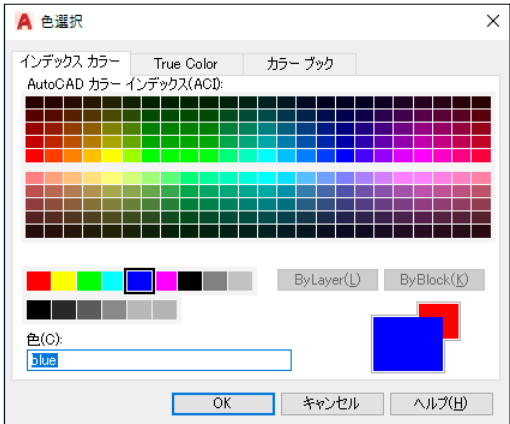 色選択
インデックス カラー
True Color
カラー ブック
AutoCAD カラー インデックス(ACI):
ByLayer(L)
ByBlock(K)
色(C):
blue
OK
キャンセル
ヘルプ(H)